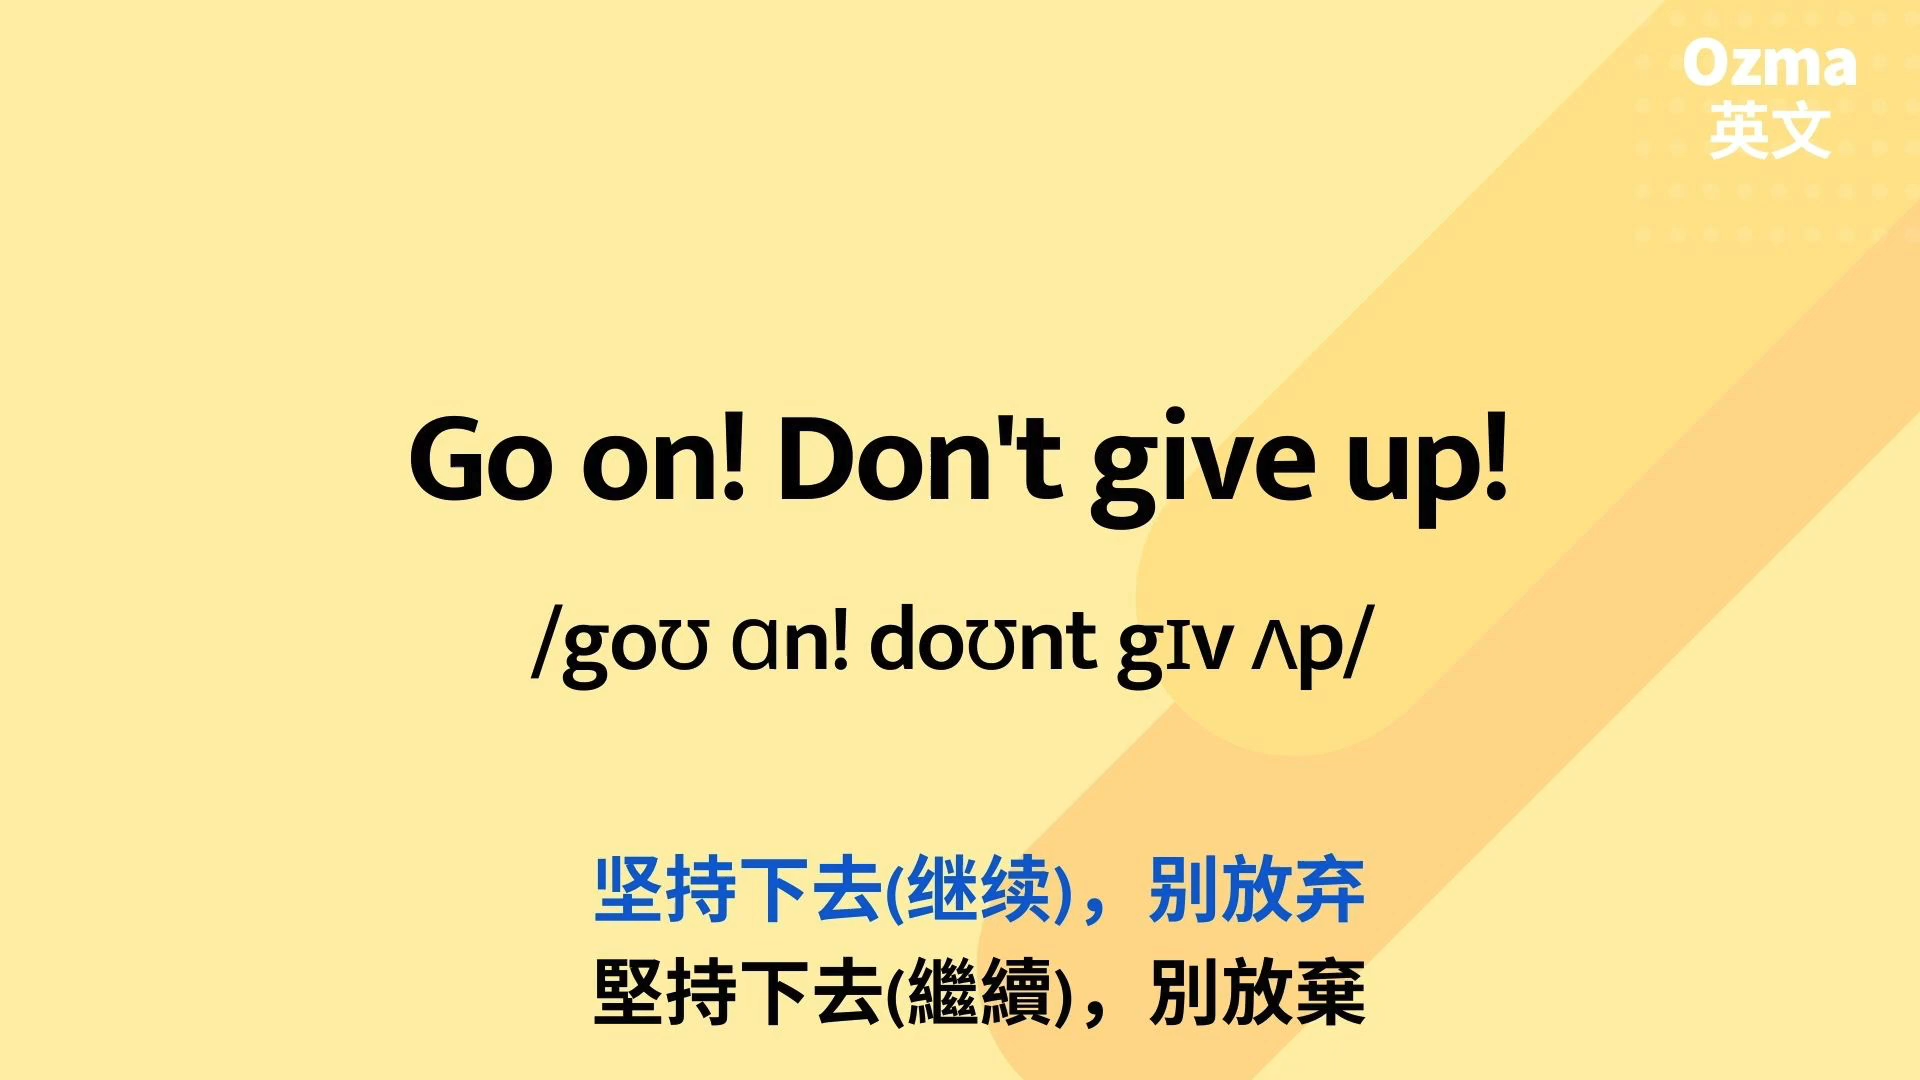 Ozma
英文
Go on! Don't give up!
/goʊ ɑn! doʊnt gɪv ʌp/
坚持下去(继续)，别放弃
堅持下去(繼續)，別放棄